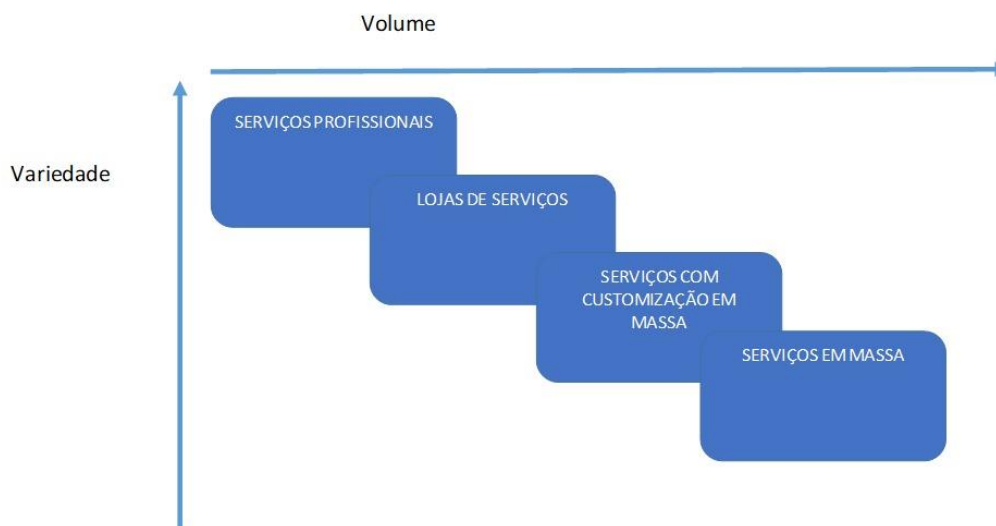 Volume
SERVIÇOS PROFISSIONAIS
Variedade
LOJAS DE SERVIÇOS
SERVIÇOS COM
CUSTOMIZAÇÃO EM
MASSA
SERVIÇOS EM MASSA